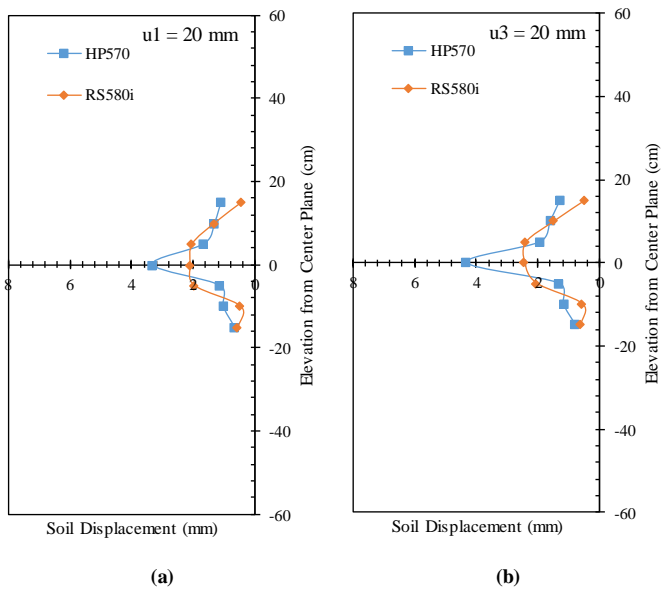 u1 = 20 mm
HP570
RS580i
60
40
20
0
-20
-40
-60
8
6
4
2
0
Elevation from Center Plane (cm)
Soil Displacement (mm)
(a)
u3 = 20 mm
HP570
RS580i
60
40
20
0
-20
-40
-60
8
6
4
2
0
Elevation from Center Plane (cm)
Soil Displacement (mm)
(b)